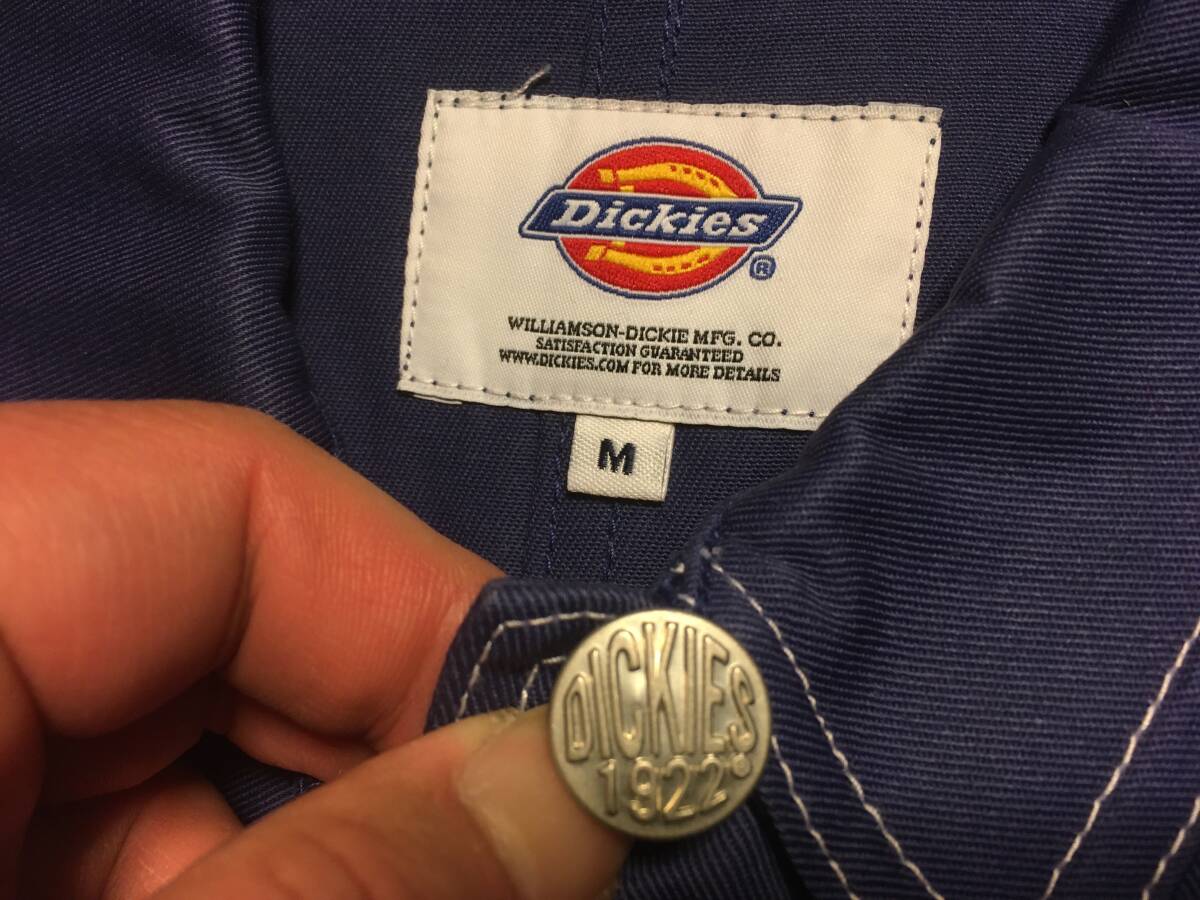 Dickies
®
WILLIAMSON-DICKIE MFG. CO.
SATISFACTION GUARANTEED
WWW.DICKIES.COM FOR MORE DETAILS
M
DICKIES
1922